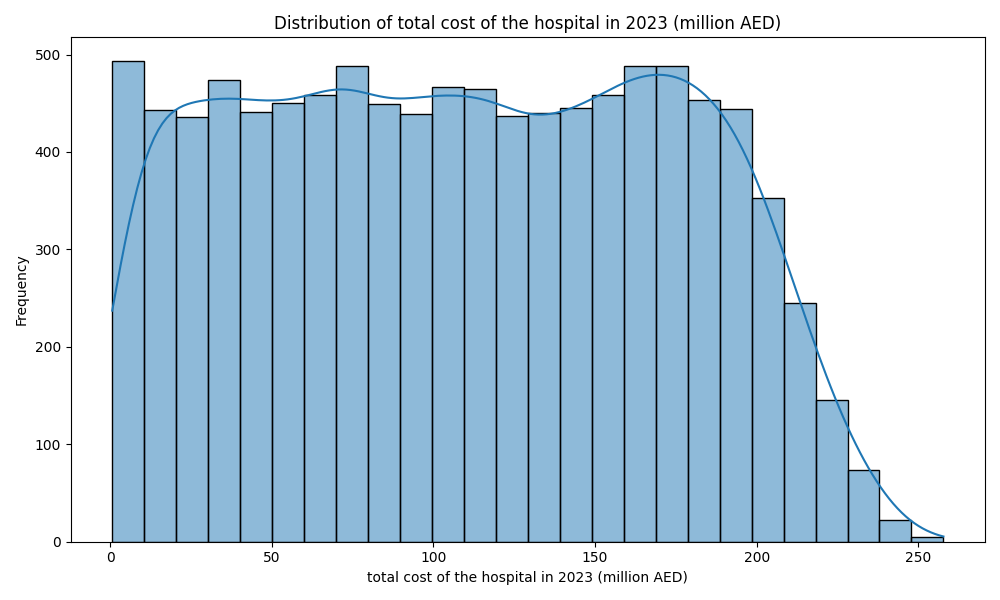 Distribution of total cost of the hospital in 2023 (million AED)
500
400
300
200
100
0
Frequency
0 50 100 150 200 250
total cost of the hospital in 2023 (million AED)